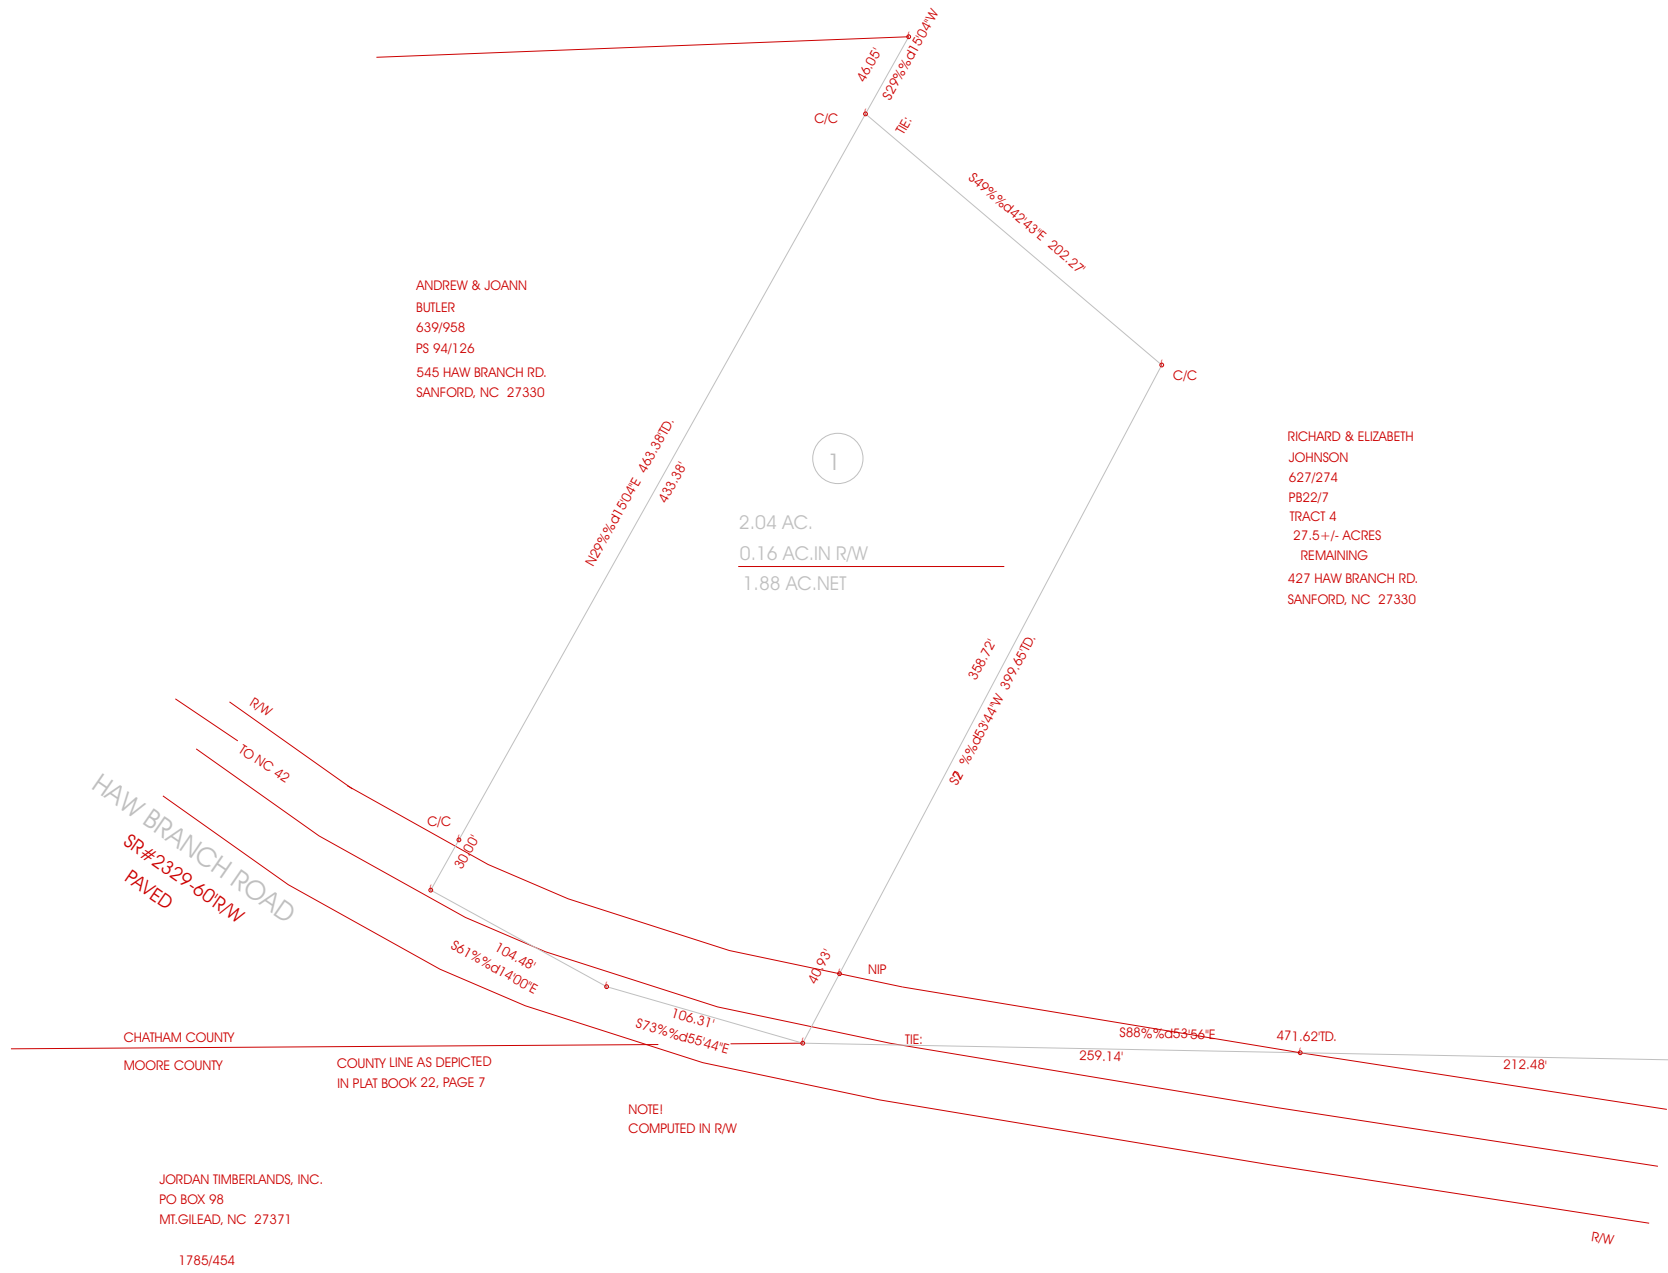 46.05'
S29%%d15'04"W
C/C
TIE:
S49%%d42'43"E 202.27'
C/C
ANDREW & JOANN
BUTLER
639/958
PS 94/126
545 HAW BRANCH RD.
SANFORD, NC 27330
N29%%d15'04"E 463.38'TD.
433.38'
1
2.04 AC.
0.16 AC.IN R/W
1.88 AC.NET
RICHARD & ELIZABETH
JOHNSON
627/274
PB22/7
TRACT 4
27.5+/- ACRES
REMAINING
427 HAW BRANCH RD.
SANFORD, NC 27330
358.72'
%%d53'44"W 399.65'TD.
R/W
TO NC 42
HAW BRANCH ROAD
SR#2329-60'R/W
PAVED
C/C
30.00'
104.48'
S61%%d14'00"E
106.31'
S73%%d55'44"E
40.93'
NIP
TIE:
S88%%d53'56"E 471.62'TD.
259.14'
212.48'
CHATHAM COUNTY
MOORE COUNTY
COUNTY LINE AS DEPICTED
IN PLAT BOOK 22, PAGE 7
NOTE!
COMPUTED IN R/W
JORDAN TIMBERLANDS, INC.
PO BOX 98
MT.GILEAD, NC 27371
1785/454
R/W